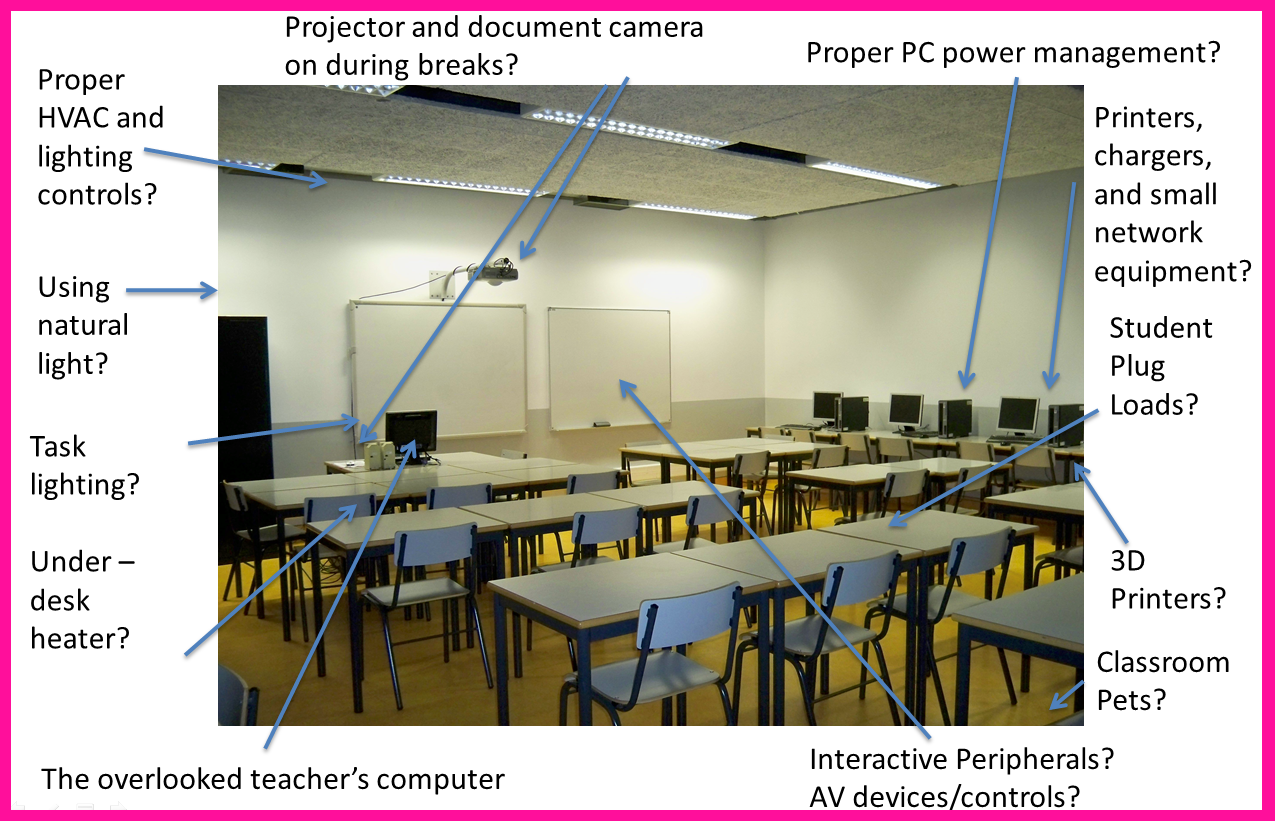 Projector and document camera
on during breaks?
Proper PC power management?
Proper
HVAC and
lighting
controls?
Printers,
chargers,
and small
network
equipment?
Using
natural
light?
Student
Plug
Loads?
Task
lighting?
Under –
desk
heater?
3D
Printers?
Classroom
Pets?
The overlooked teacher’s computer
Interactive Peripherals?
AV devices/controls?